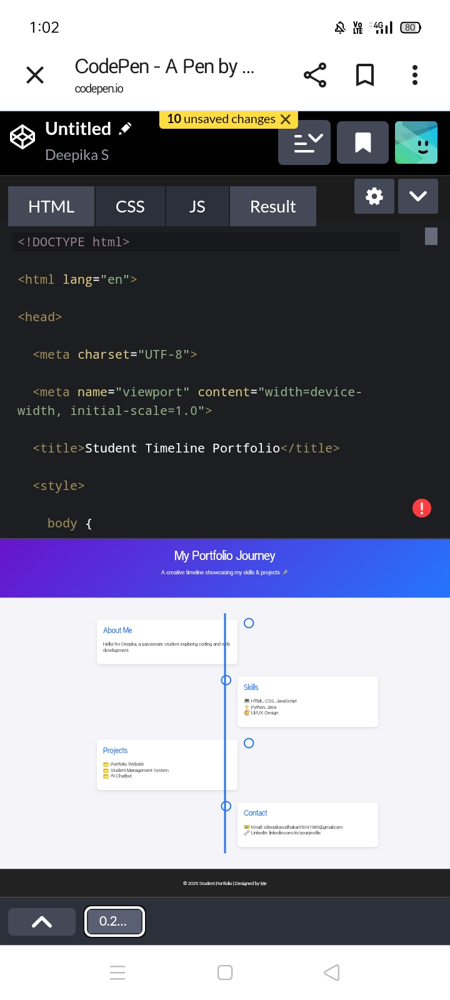 1:02
Vo LTE 4G 80
CodePen - A Pen by ...
codepen.io
10 unsaved changes
Untitled
Deepika S
HTML CSS JS Result
<!DOCTYPE html>
<html lang="en">
<head>
<meta charset="UTF-8">
<meta name="viewport" content="width=device-
width, initial-scale=1.0">
<title>Student Timeline Portfolio</title>
<style>
body {
My Portfolio Journey
A creative timeline showcasing my skills & projects
About Me
Hello! I'm Deepka, a passionate student exploring coding and web
development.
Skills
HTML, CSS, JavaScript
Python, Java
UI/UX Design
Projects
Portfolio Website
Student Management System
AI Chatbot
Contact
Email: sdeepikasudhakar05041980@gmail.com
LinkedIn: linkedin.com/in/yourprofile
© 2025 Student Portfolio | Designed by Me
0.2...